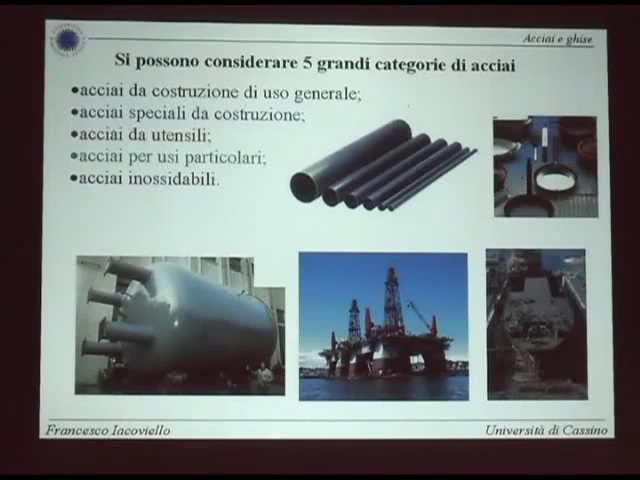 Acciai e ghise
Si possono considerare 5 grandi categorie di acciai
•acciai da costruzione di uso generale;
•acciai speciali da costruzione;
•acciai da utensili;
•acciai per usi particolari;
•acciai inossidabili.
Francesco Iacoviello
Università di Cassino